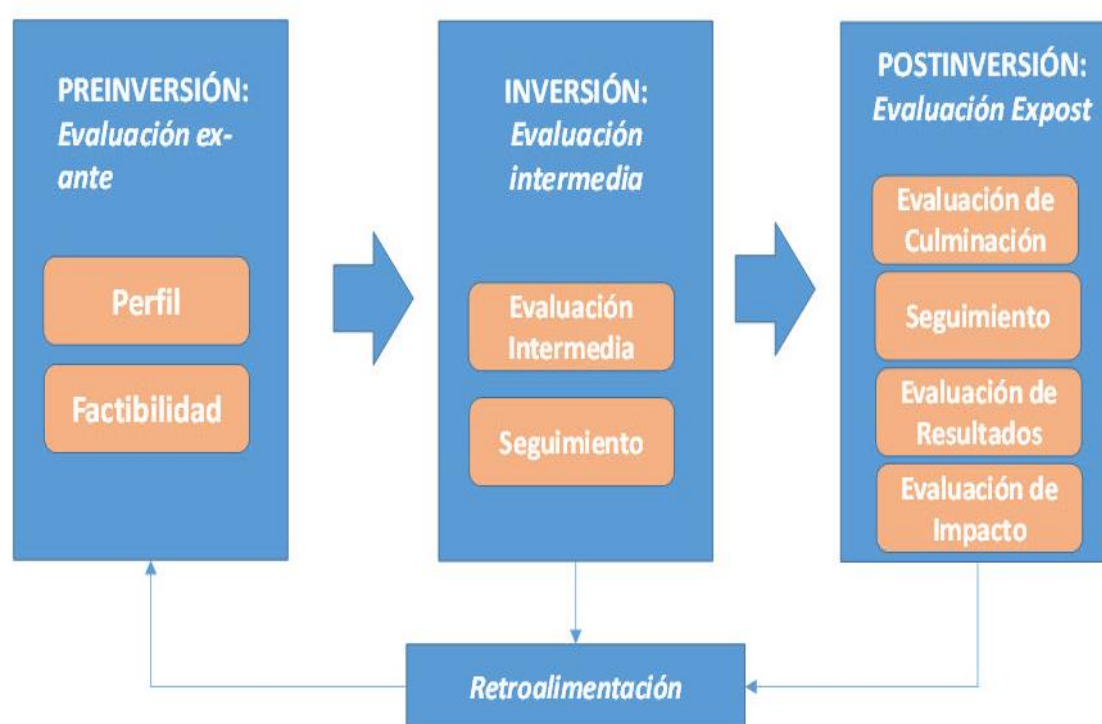 PREINVERSIÓN:
Evaluación ex-
ante
Perfil
Factibilidad
INVERSIÓN:
Evaluación
intermedia
Evaluación
Intermedia
Seguimiento
POSTINVERSIÓN:
Evaluación Expost
Evaluación de
Culminación
Seguimiento
Evaluación de
Resultados
Evaluación de
Impacto
Retroalimentación